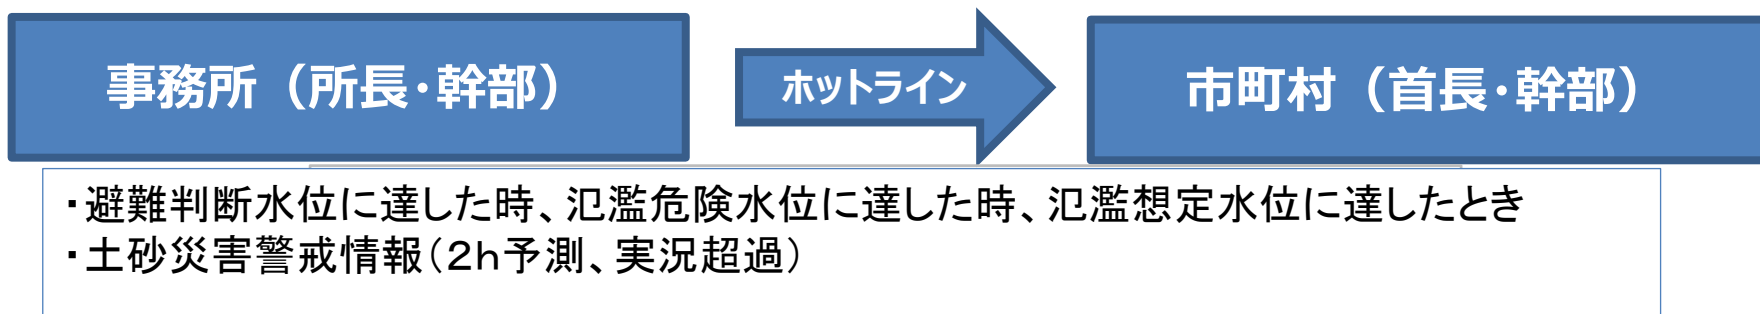 事務所（所長・幹部）
ホットライン
市町村（首長・幹部）
・避難判断水位に達した時、氾濫危険水位に達した時、氾濫想定水位に達したとき
・土砂災害警戒情報（２ｈ予測、実況超過）